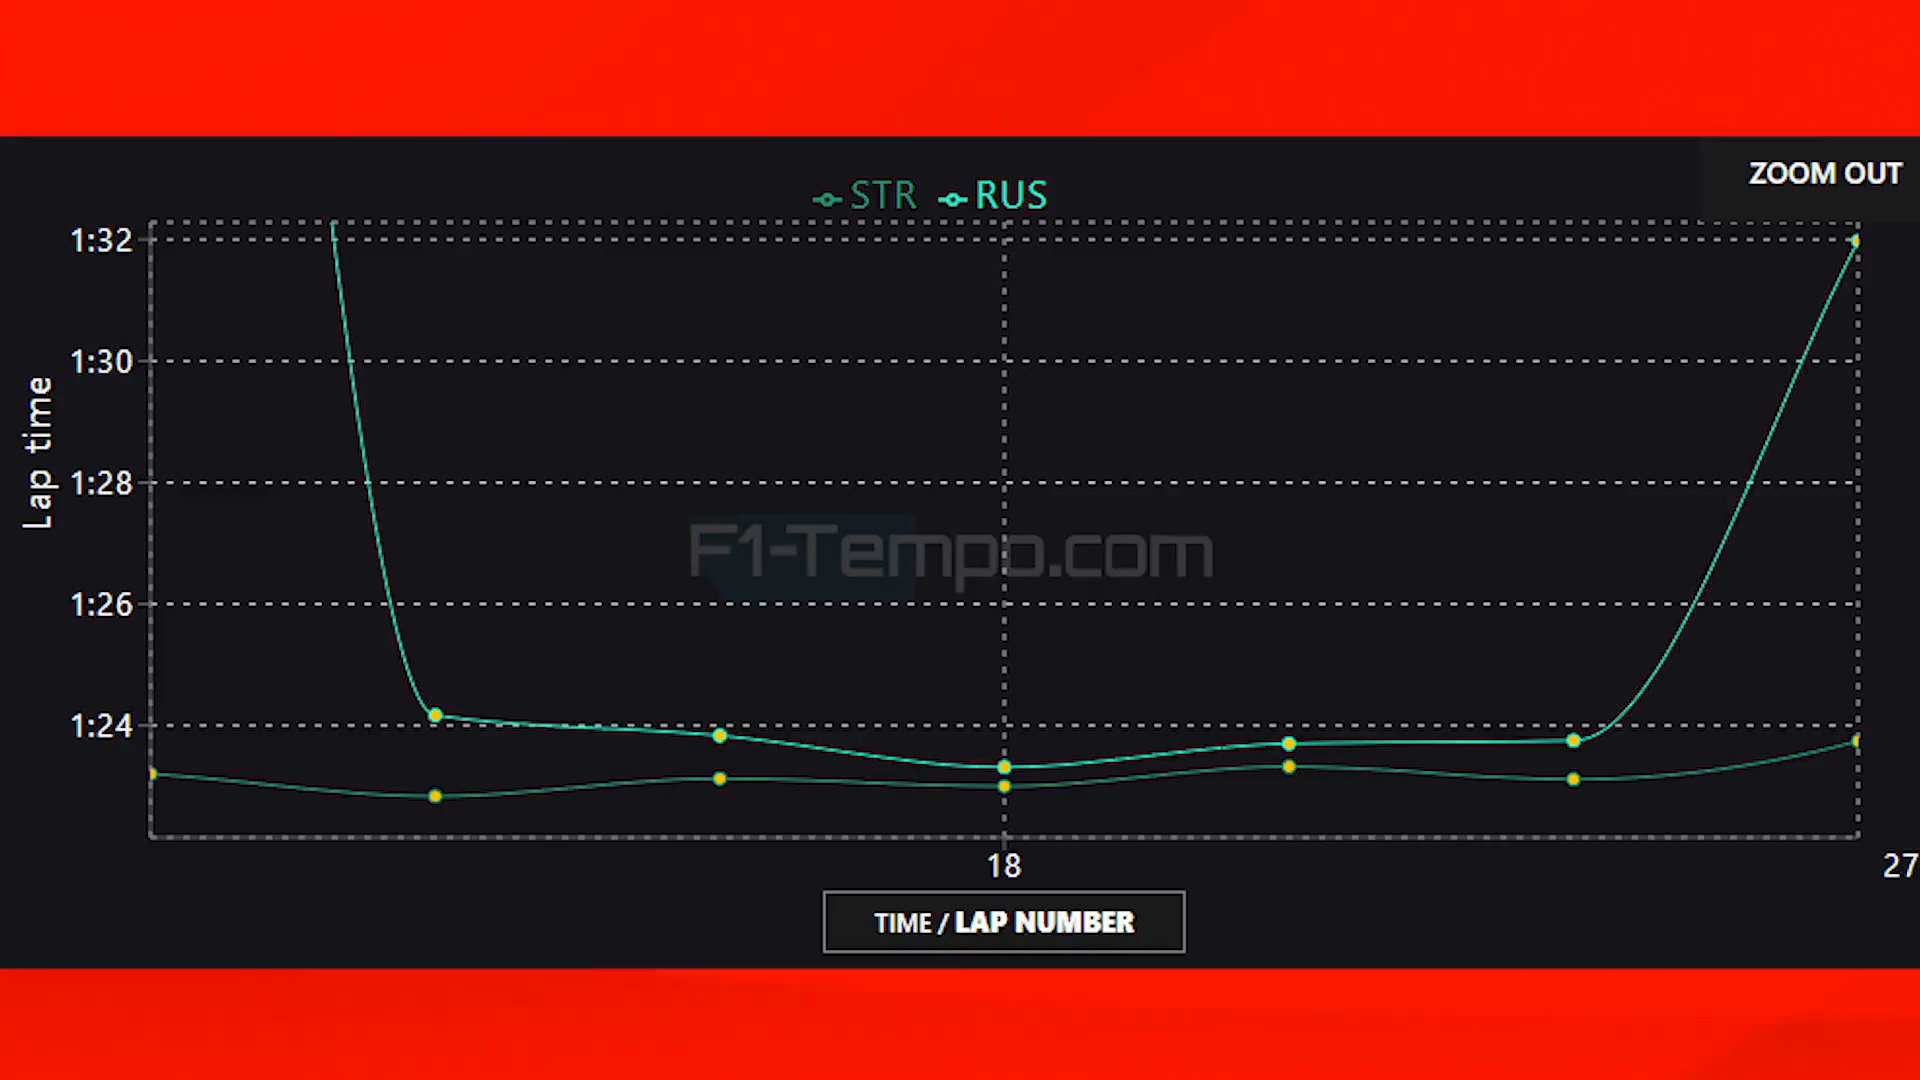 ZOOM OUT
STR RUS
1:32
1:30
1:28
1:26
1:24
Lap time
F1-Tempo.com
18
27
TIME / LAP NUMBER